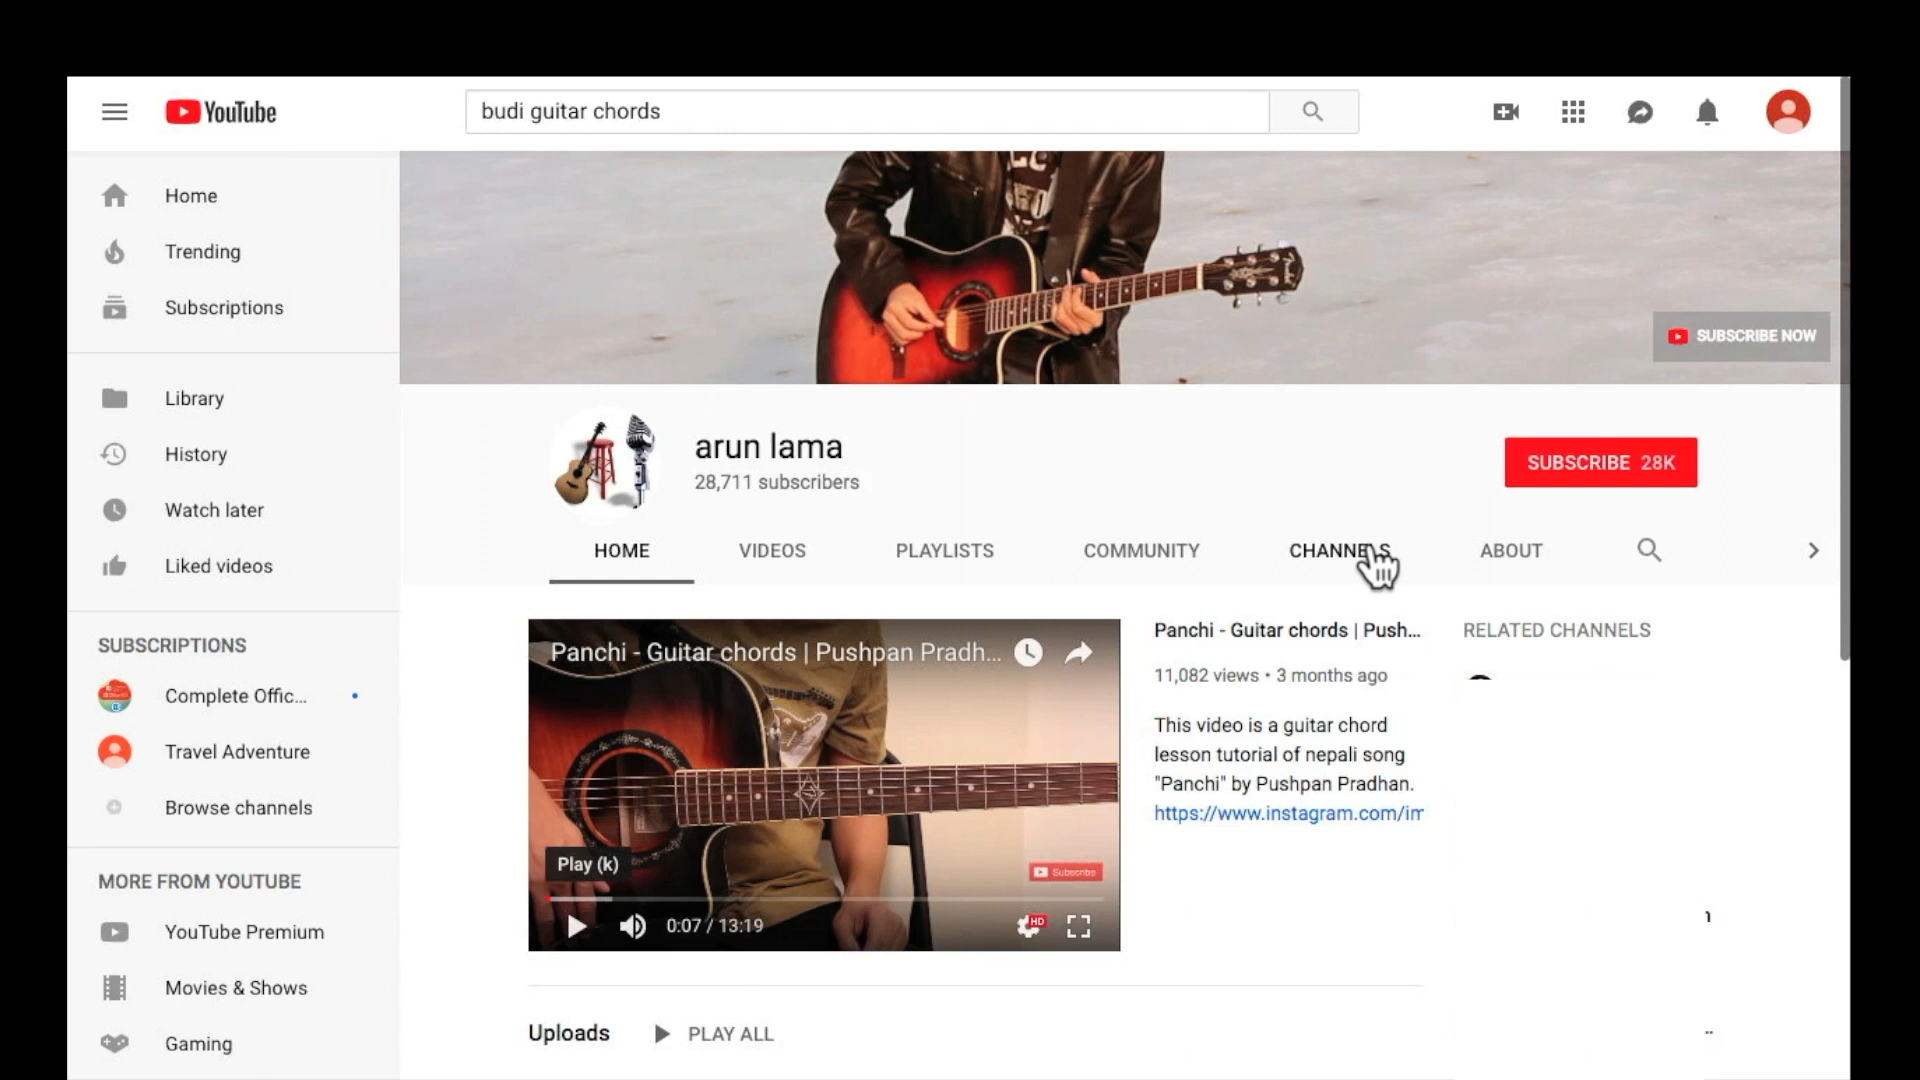 YouTube
budi guitar chords
Home
Trending
Subscriptions
Library
History
Watch later
Liked videos
SUBSCRIPTIONS
Complete Offic...
Travel Adventure
Browse channels
MORE FROM YOUTUBE
YouTube Premium
Movies & Shows
Gaming
SUBSCRIBE NOW
arun lama
28,711 subscribers
SUBSCRIBE 28K
HOME VIDEOS PLAYLISTS COMMUNITY CHANNELS ABOUT
Panchi - Guitar chords | Pushpan Pradh...
Play (k)
Subscribe
0:07 / 13:19
HD
Panchi - Guitar chords | Push...
11,082 views • 3 months ago
This video is a guitar chord
lesson tutorial of nepali song
"Panchi" by Pushpan Pradhan.
https://www.instagram.com/im
RELATED CHANNELS
Uploads
PLAY ALL